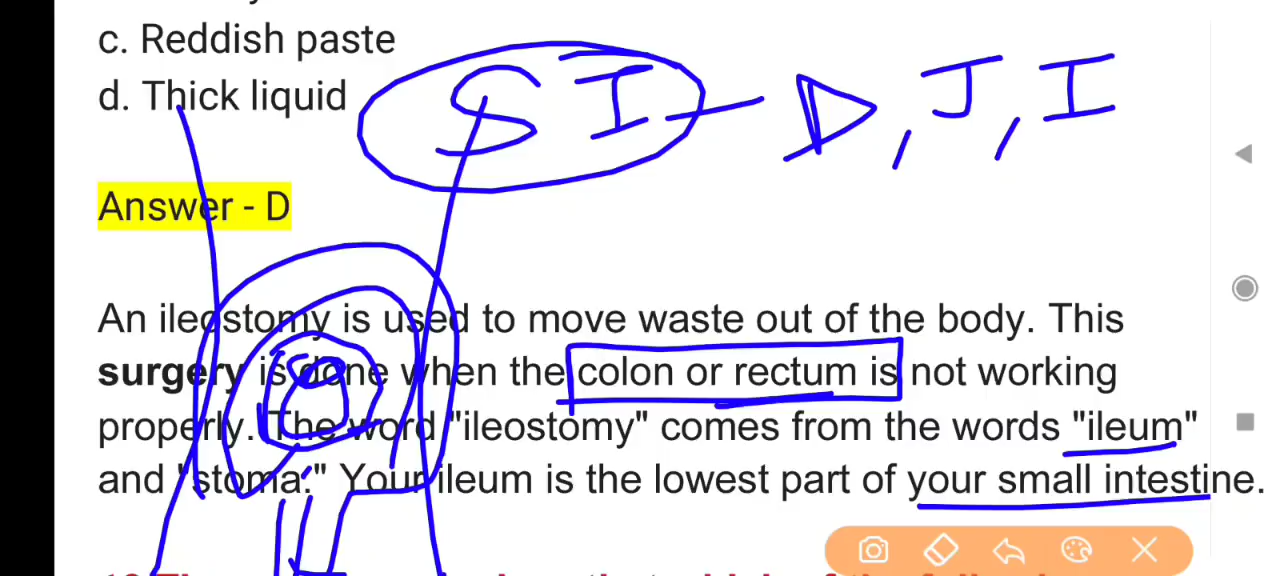 c. Reddish paste
d. Thick liquid
SI - D, J, I
Answer - D
An ileostomy is used to move waste out of the body. This
surgery is done when the colon or rectum is not working
properly. The word "ileostomy" comes from the words "ileum"
and "stoma." Your ileum is the lowest part of your small intestine.